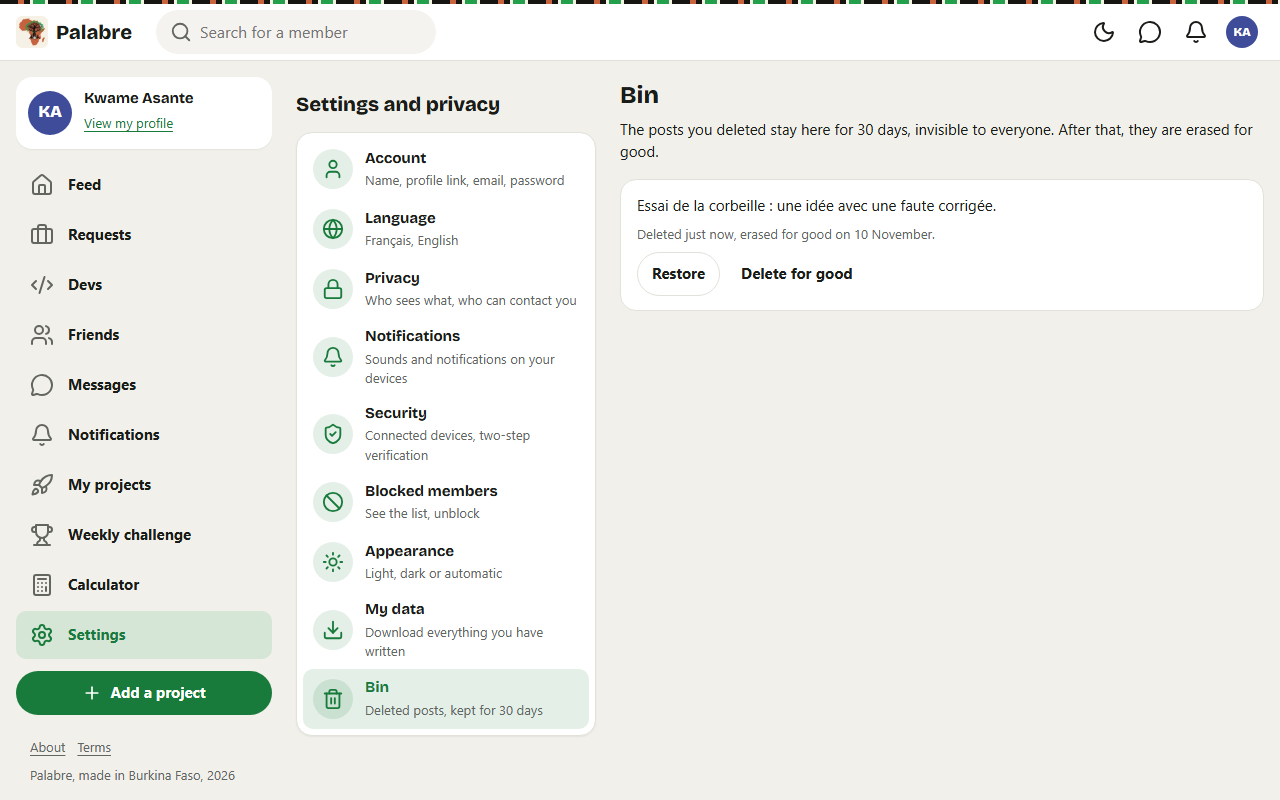 Palabre
Search for a member
KA
KA
Kwame Asante
View my profile
Feed
Requests
Devs
Friends
Messages
Notifications
My projects
Weekly challenge
Calculator
Settings
Add a project
About Terms
Palabre, made in Burkina Faso, 2026
Settings and privacy
Account
Name, profile link, email, password
Language
Français, English
Privacy
Who sees what, who can contact you
Notifications
Sounds and notifications on your
devices
Security
Connected devices, two-step
verification
Blocked members
See the list, unblock
Appearance
Light, dark or automatic
My data
Download everything you have
written
Bin
Deleted posts, kept for 30 days
Bin
The posts you deleted stay here for 30 days, invisible to everyone. After that, they are erased for
good.
Essai de la corbeille : une idée avec une faute corrigée.
Deleted just now, erased for good on 10 November.
Restore Delete for good